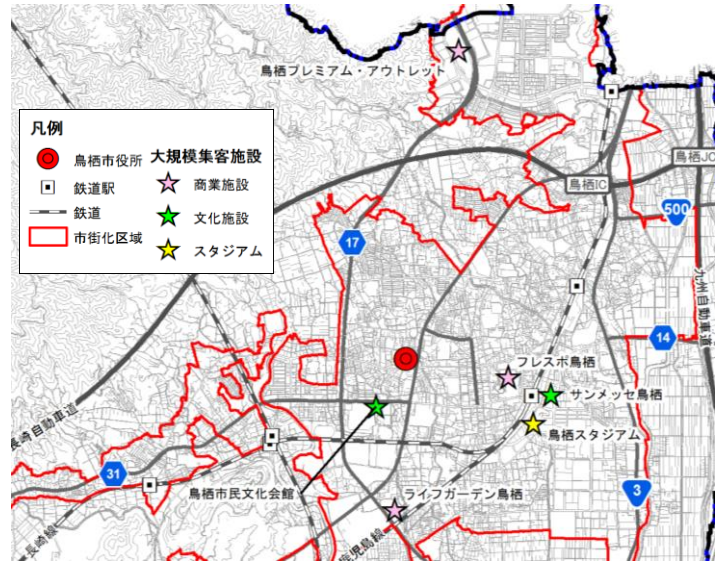 鳥栖プレミアム・アウトレット
凡例
鳥栖市役所
鉄道駅
鉄道
市街化区域
大規模集客施設
商業施設
文化施設
スタジアム
鳥栖JC
鳥栖IC
500
17
九州自動車道
14
フレスポ鳥栖
サンメッセ鳥栖
鳥栖スタジアム
長崎自動車道
31
鳥栖市民文化会館
ライフガーデン鳥栖
3
長崎線
鹿児島線